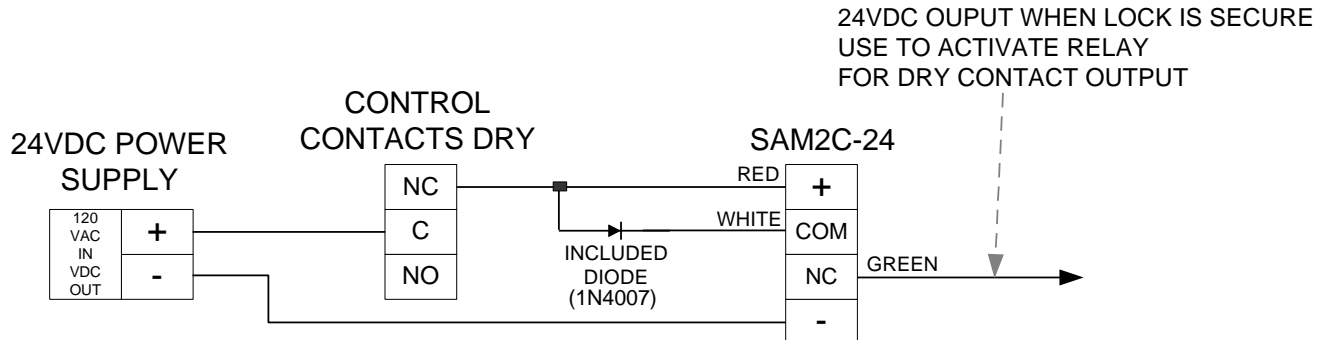 24VDC OUPUT WHEN LOCK IS SECURE
USE TO ACTIVATE RELAY
FOR DRY CONTACT OUTPUT
CONTROL
CONTACTS DRY
24VDC POWER
SUPPLY
SAM2C-24
120
VAC
IN
VDC
OUT
+
-
NC
C
NO
RED
WHITE
INCLUDED
DIODE
(1N4007)
+
COM
NC
-
GREEN